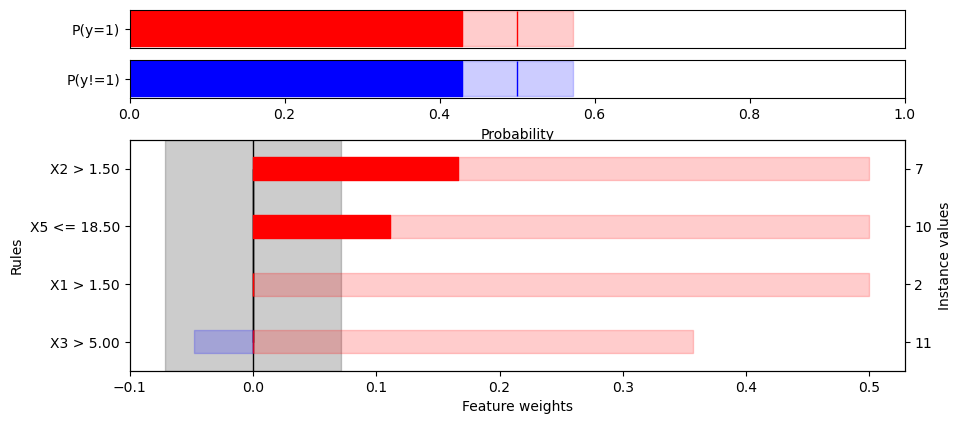 P(y=1)
P(y!=1)
0.0 0.2 0.4 0.6 0.8 1.0
Probability
X2 > 1.50 7
X5 <= 18.50 10
X1 > 1.50 2
X3 > 5.00 11
Rules
Instance values
−0.1 0.0 0.1 0.2 0.3 0.4 0.5
Feature weights